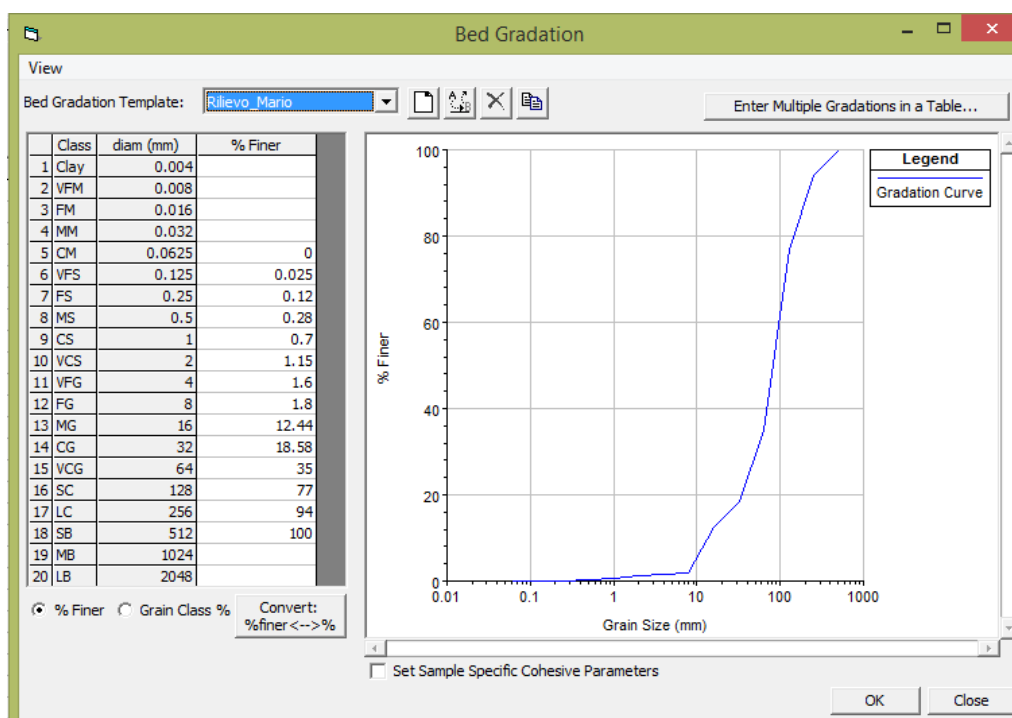 Bed Gradation
View
Bed Gradation Template: Rilievo_Mario
Enter Multiple Gradations in a Table...
Class diam (mm) % Finer
1 Clay 0.004
2 VFM 0.008
3 FM 0.016
4 MM 0.032
5 CM 0.0625 0
6 VFS 0.125 0.025
7 FS 0.25 0.12
8 MS 0.5 0.28
9 CS 1 0.7
10 VCS 2 1.15
11 VFG 4 1.6
12 FG 8 1.8
13 MG 16 12.44
14 CG 32 18.58
15 VCG 64 35
16 SC 128 77
17 LC 256 94
18 SB 512 100
19 MB 1024
20 LB 2048
% Finer Grain Class % Convert:
%finer<-->%
% Finer
100
80
60
40
20
0
0.01 0.1 1 10 100 1000
Grain Size (mm)
Legend
Gradation Curve
Set Sample Specific Cohesive Parameters
OK Close